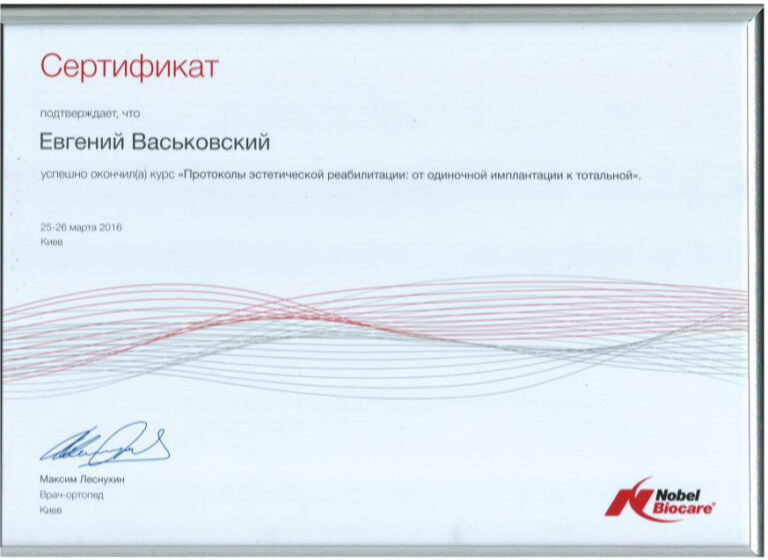 Сертификат
подтверждает, что
Евгений Васьковский
успешно окончил(а) курс «Протоколы эстетической реабилитации: от одиночной имплантации к тотальной».
25-26 марта 2016
Киев
Максим Леснухин
Врач-ортопед
Киев
Nobel
Biocare®